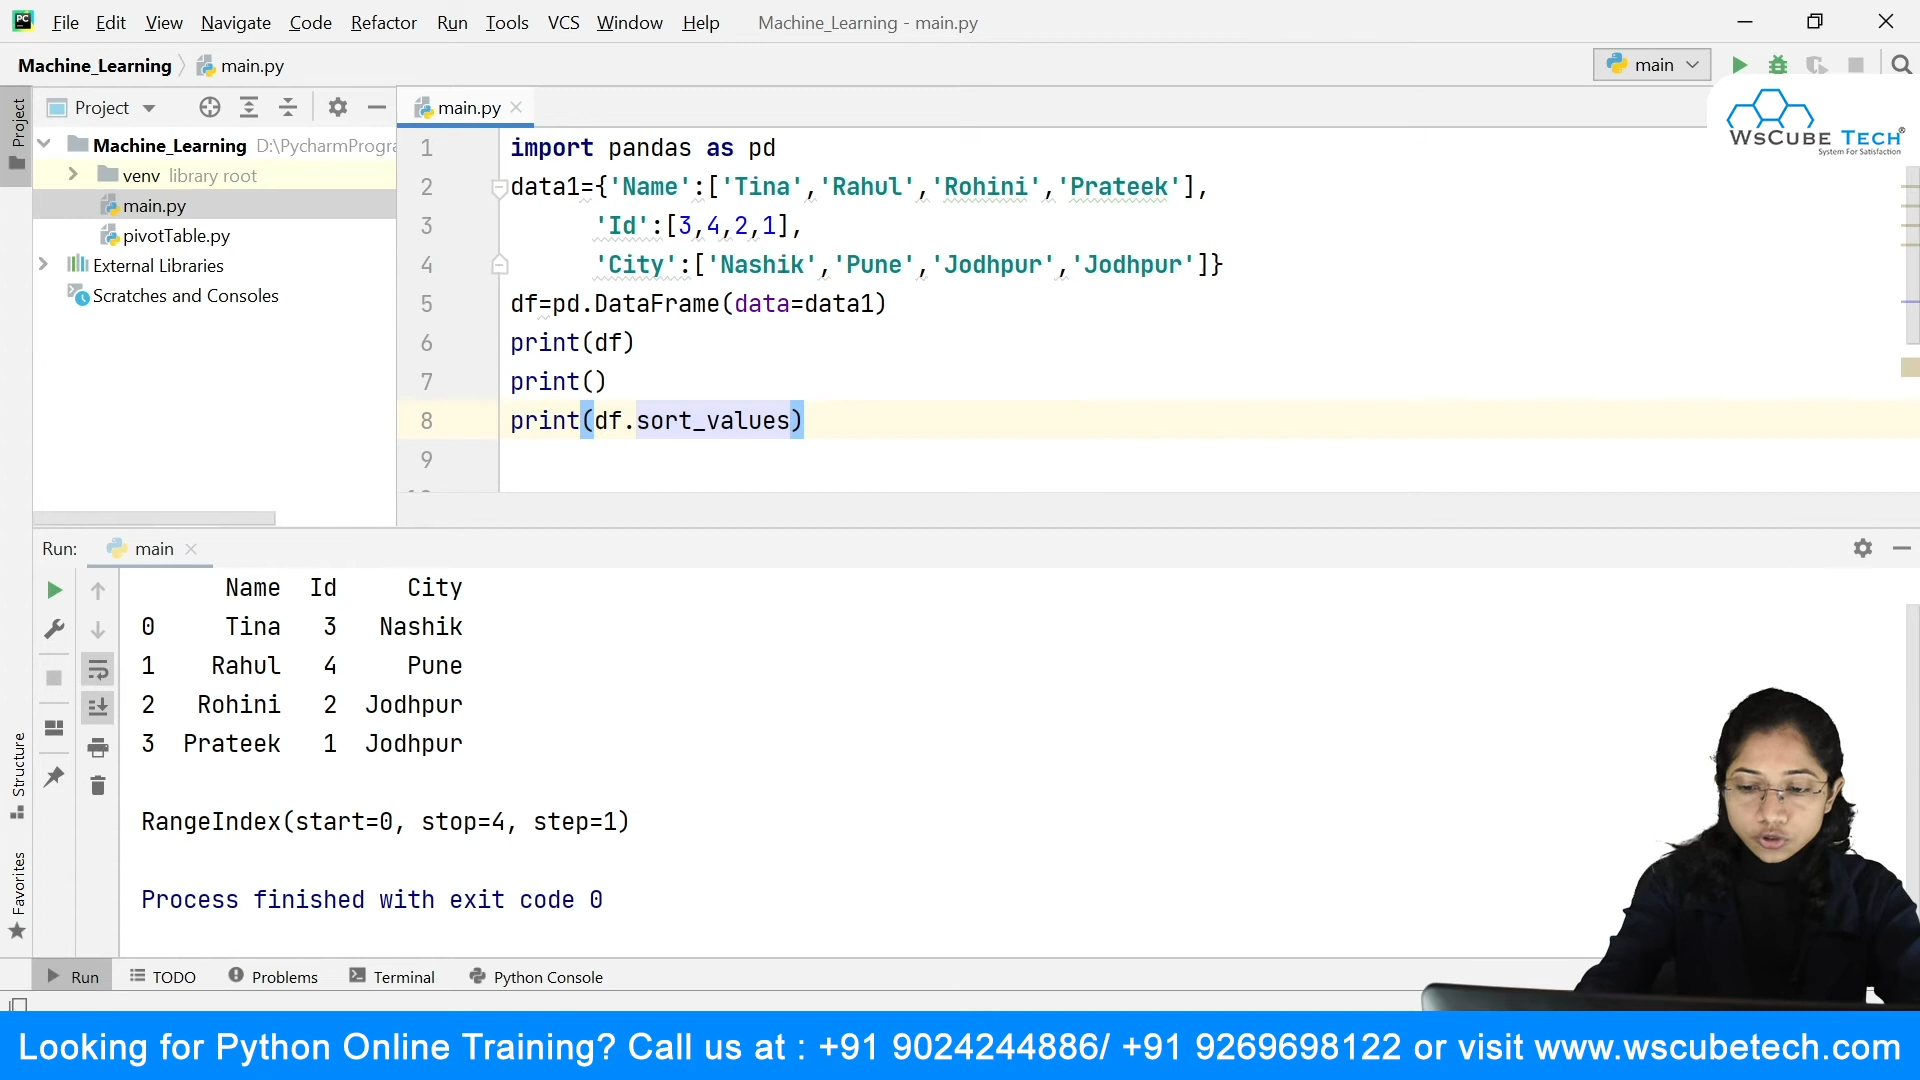 File Edit View Navigate Code Refactor Run Tools VCS Window Help Machine_Learning - main.py
Machine_Learning main.py main
WsCube Tech®
System For Satisfaction
Project
Project
main.py
Machine_Learning D:\PycharmProgra
venv library root
main.py
pivotTable.py
External Libraries
Scratches and Consoles
1 import pandas as pd
2 data1={'Name':['Tina','Rahul','Rohini','Prateek'],
3 'Id':[3,4,2,1],
4 'City':['Nashik','Pune','Jodhpur','Jodhpur']}
5 df=pd.DataFrame(data=data1)
6 print(df)
7 print()
8 print(df.sort_values)
9
Run: main
Name Id City
0 Tina 3 Nashik
1 Rahul 4 Pune
2 Rohini 2 Jodhpur
3 Prateek 1 Jodhpur
RangeIndex(start=0, stop=4, step=1)
Process finished with exit code 0
Structure
Favorites
Run TODO Problems Terminal Python Console
Looking for Python Online Training? Call us at : +91 9024244886/ +91 9269698122 or visit www.wscubetech.com